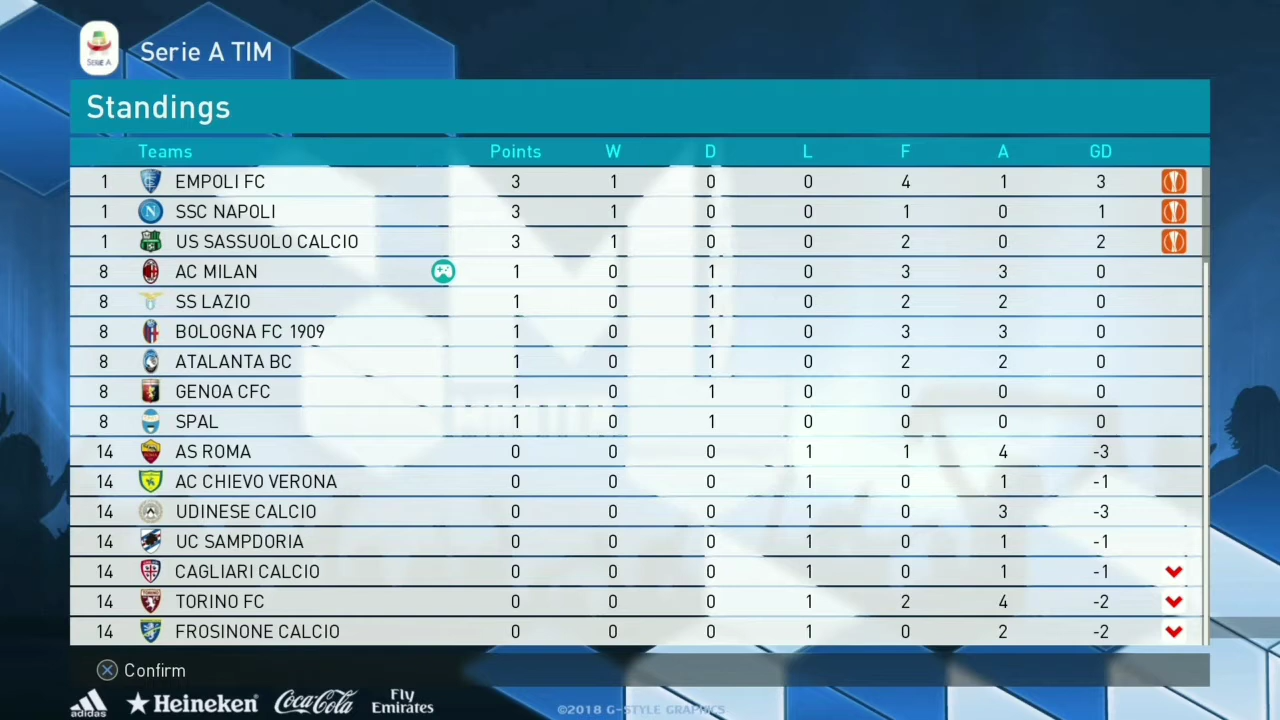 SERIE A
Serie A TIM
Standings
Teams Points W D L F A GD
1 EMPOLI FC 3 1 0 0 4 1 3
1 N SSC NAPOLI 3 1 0 0 1 0 1
1 US SASSUOLO CALCIO 3 1 0 0 2 0 2
8 AC MILAN 1 0 1 0 3 3 0
8 SS LAZIO 1 0 1 0 2 2 0
8 BOLOGNA FC 1909 1 0 1 0 3 3 0
8 ATALANTA BC 1 0 1 0 2 2 0
8 GENOA CFC 1 0 1 0 0 0 0
8 SPAL 1 0 1 0 0 0 0
14 AS ROMA 0 0 0 1 1 4 -3
14 AC CHIEVO VERONA 0 0 0 1 0 1 -1
14 UDINESE CALCIO 0 0 0 1 0 3 -3
14 UC SAMPDORIA 0 0 0 1 0 1 -1
14 CAGLIARI CALCIO 0 0 0 1 0 1 -1
14 TORINO FC 0 0 0 1 2 4 -2
14 FROSINONE CALCIO 0 0 0 1 0 2 -2
Confirm
adidas Heineken Coca-Cola Fly Emirates
©2018 G-STYLE GRAPHICS